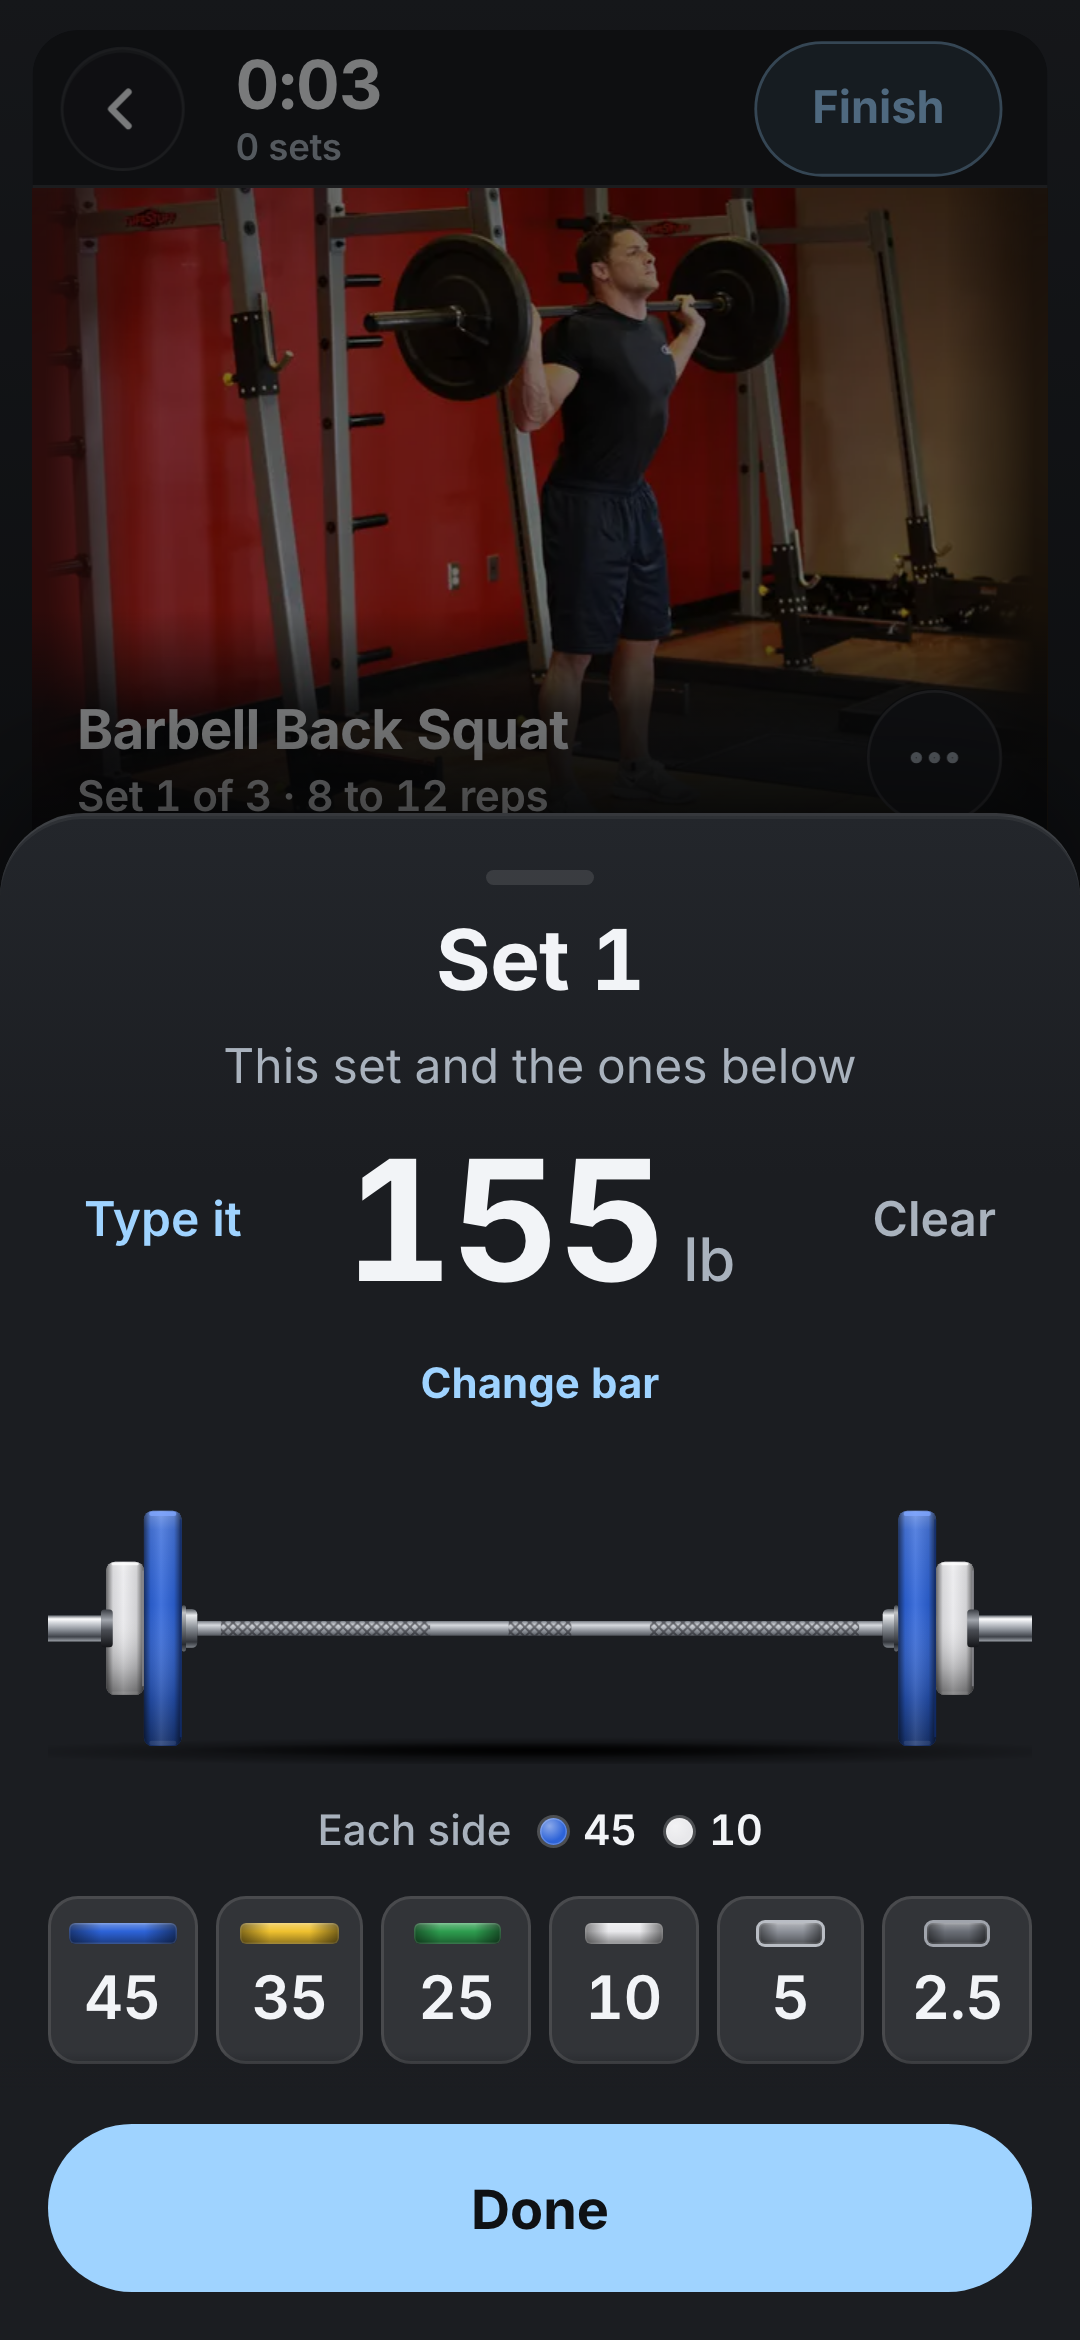 0:03
0 sets
Finish
Barbell Back Squat
Set 1 of 3 · 8 to 12 reps
Set 1
This set and the ones below
Type it
155 lb
Clear
Change bar
Each side 45 10
45 35 25 10 5 2.5
Done